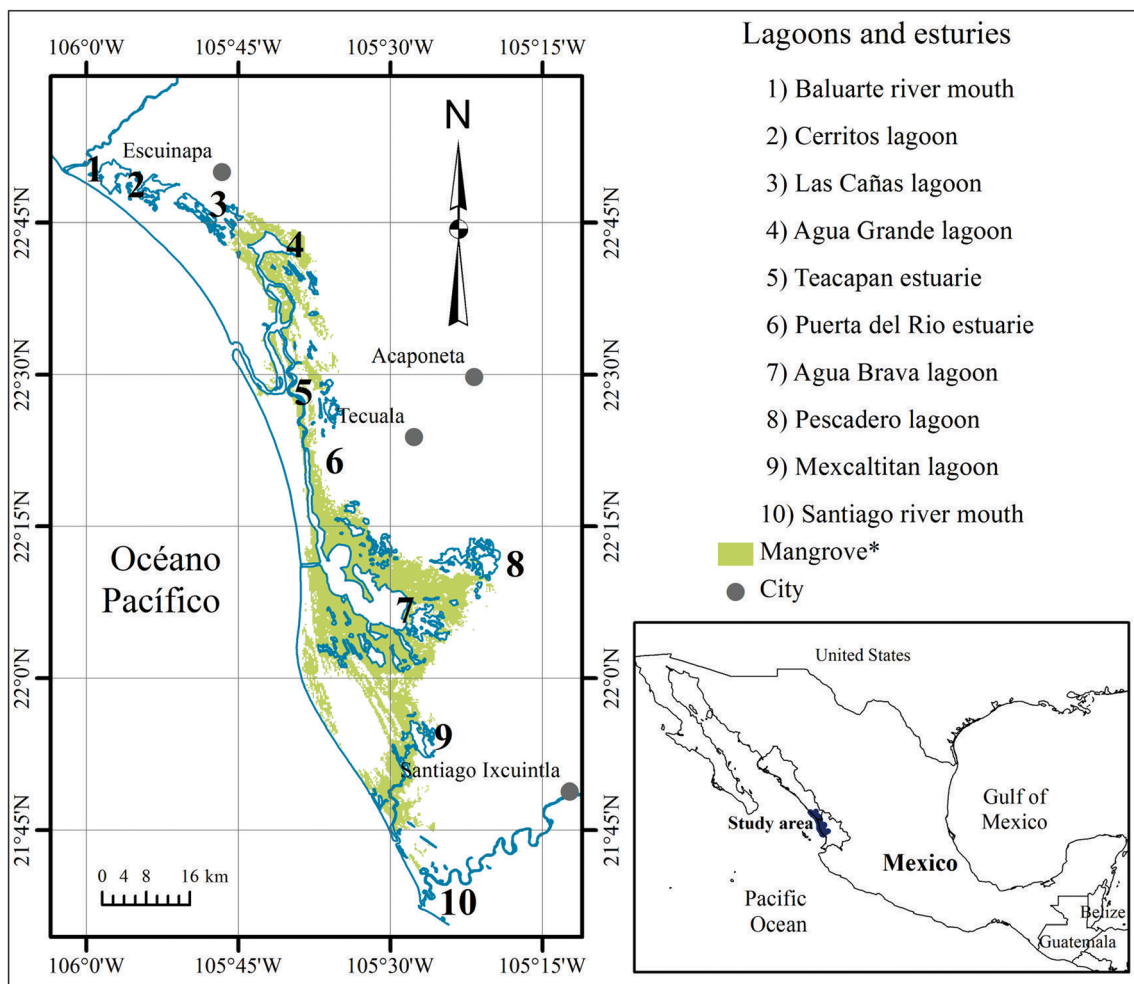 106°0'W 105°45'W 105°30'W 105°15'W
Lagoons and esturies
1) Baluarte river mouth
2) Cerritos lagoon
3) Las Cañas lagoon
4) Agua Grande lagoon
5) Teacapan estuarie
6) Puerta del Rio estuarie
7) Agua Brava lagoon
8) Pescadero lagoon
9) Mexcaltitan lagoon
10) Santiago river mouth
Mangrove*
City
N
Escuinapa
1
2
3
4
22°45'N
22°45'N
Acaponeta
22°30'N
22°30'N
5
Tecuala
6
22°15'N
22°15'N
Océano
Pacífico
8
7
22°0'N
22°0'N
9
Santiago Ixcuintla
21°45'N
21°45'N
0 4 8 16 km
10
106°0'W 105°45'W 105°30'W 105°15'W
United States
Gulf of
Mexico
Study area
Mexico
Pacific
Ocean
Belize
Guatemala